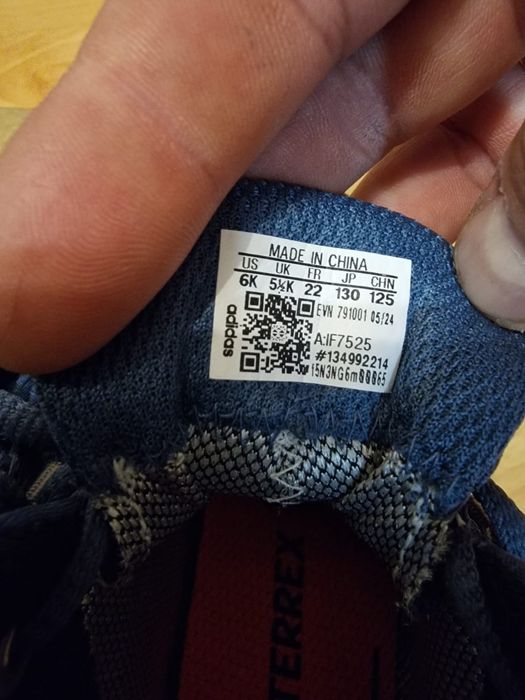 MADE IN CHINA
US UK FR JP CHN
6K 5½K 22 130 125
EVN 791001 05/24
A:IF7525
#134992214
adidas
TERREX